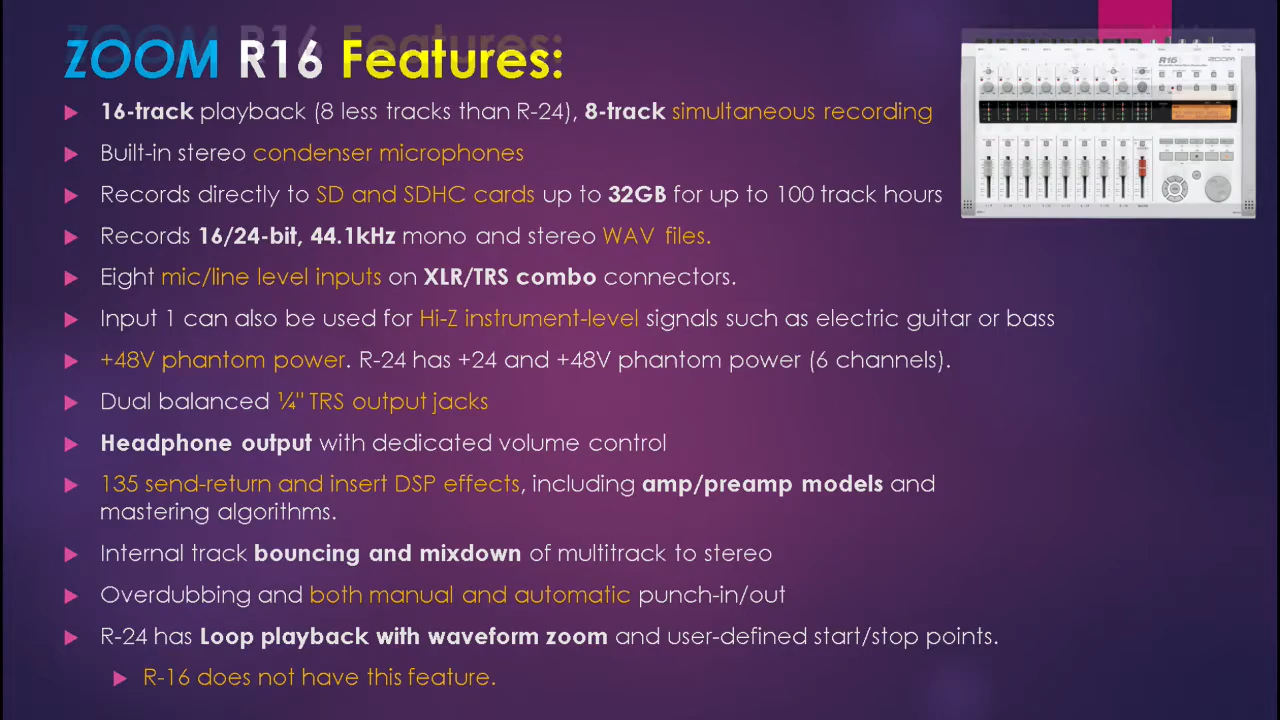 ZOOM R16 Features:
16-track playback (8 less tracks than R-24), 8-track simultaneous recording
Built-in stereo condenser microphones
Records directly to SD and SDHC cards up to 32GB for up to 100 track hours
Records 16/24-bit, 44.1kHz mono and stereo WAV files.
Eight mic/line level inputs on XLR/TRS combo connectors.
Input 1 can also be used for Hi-Z instrument-level signals such as electric guitar or bass
+48V phantom power. R-24 has +24 and +48V phantom power (6 channels).
Dual balanced ¼" TRS output jacks
Headphone output with dedicated volume control
135 send-return and insert DSP effects, including amp/preamp models and
mastering algorithms.
Internal track bouncing and mixdown of multitrack to stereo
Overdubbing and both manual and automatic punch-in/out
R-24 has Loop playback with waveform zoom and user-defined start/stop points.
R-16 does not have this feature.
R16
ZOOM